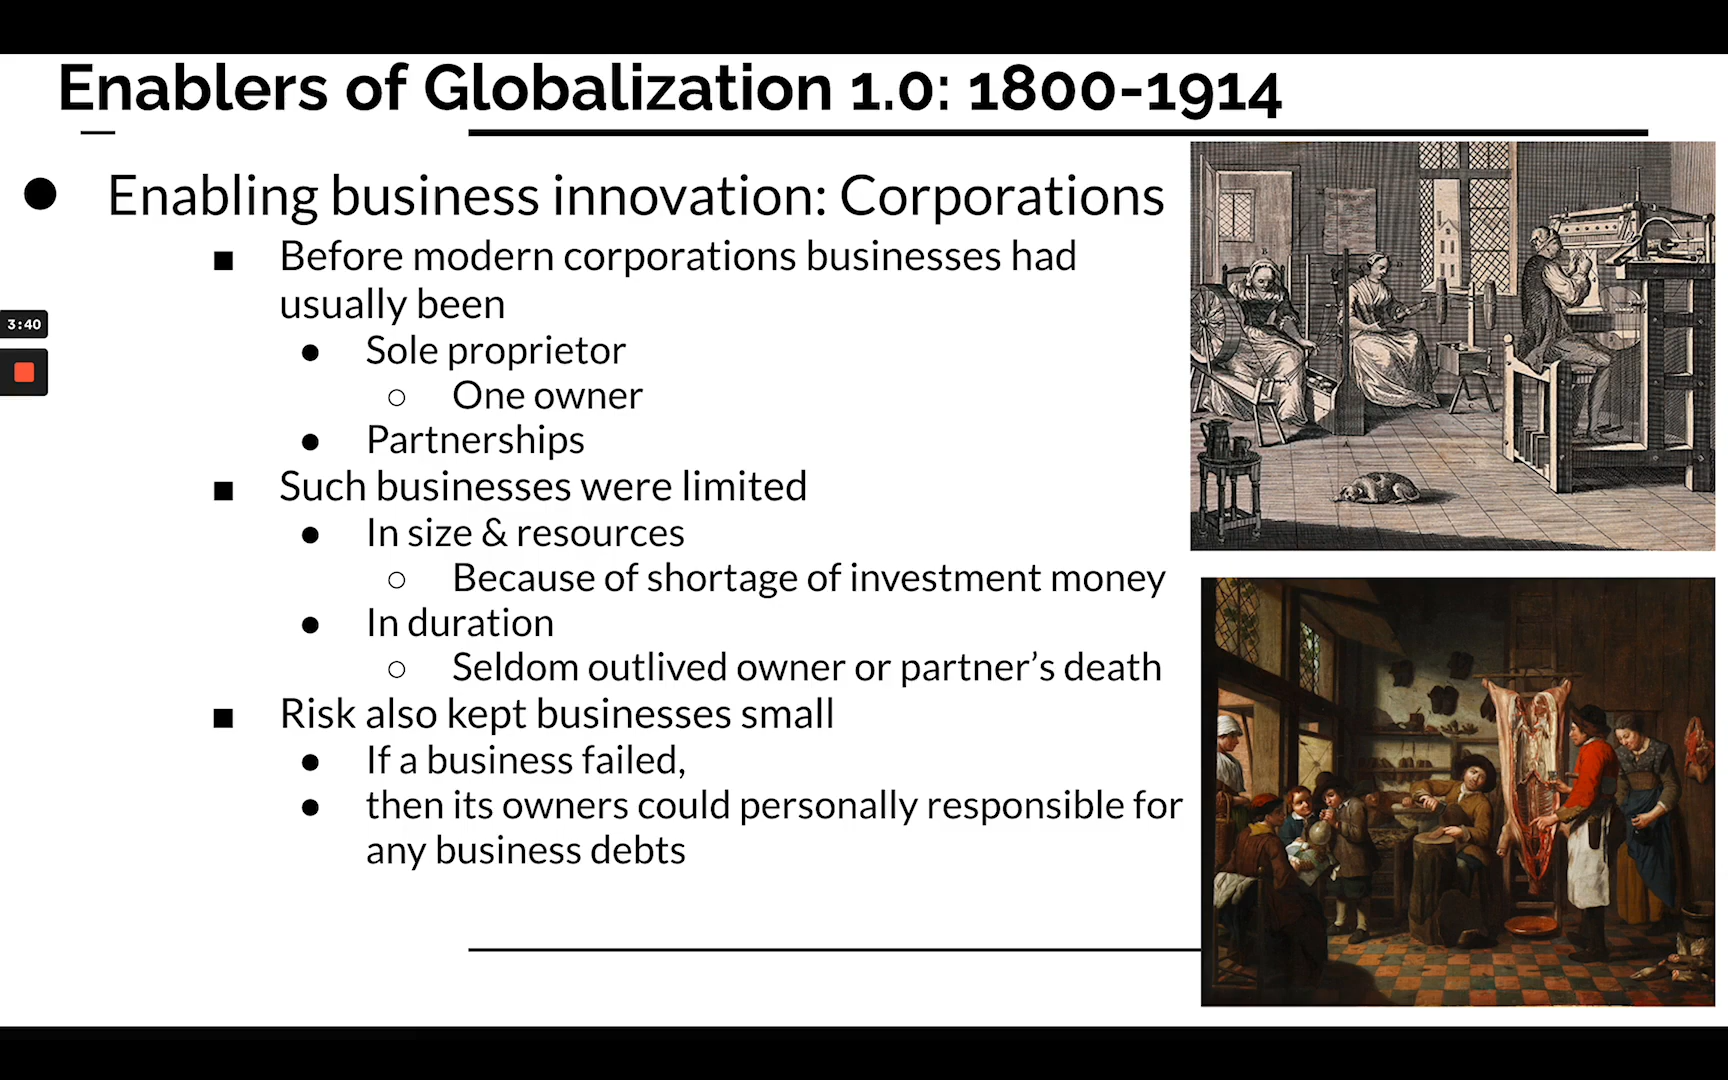 Enablers of Globalization 1.0: 1800-1914
● Enabling business innovation: Corporations
■ Before modern corporations businesses had
usually been
● Sole proprietor
○ One owner
● Partnerships
■ Such businesses were limited
● In size & resources
○ Because of shortage of investment money
● In duration
○ Seldom outlived owner or partner’s death
■ Risk also kept businesses small
● If a business failed,
● then its owners could personally responsible for
any business debts
3:40